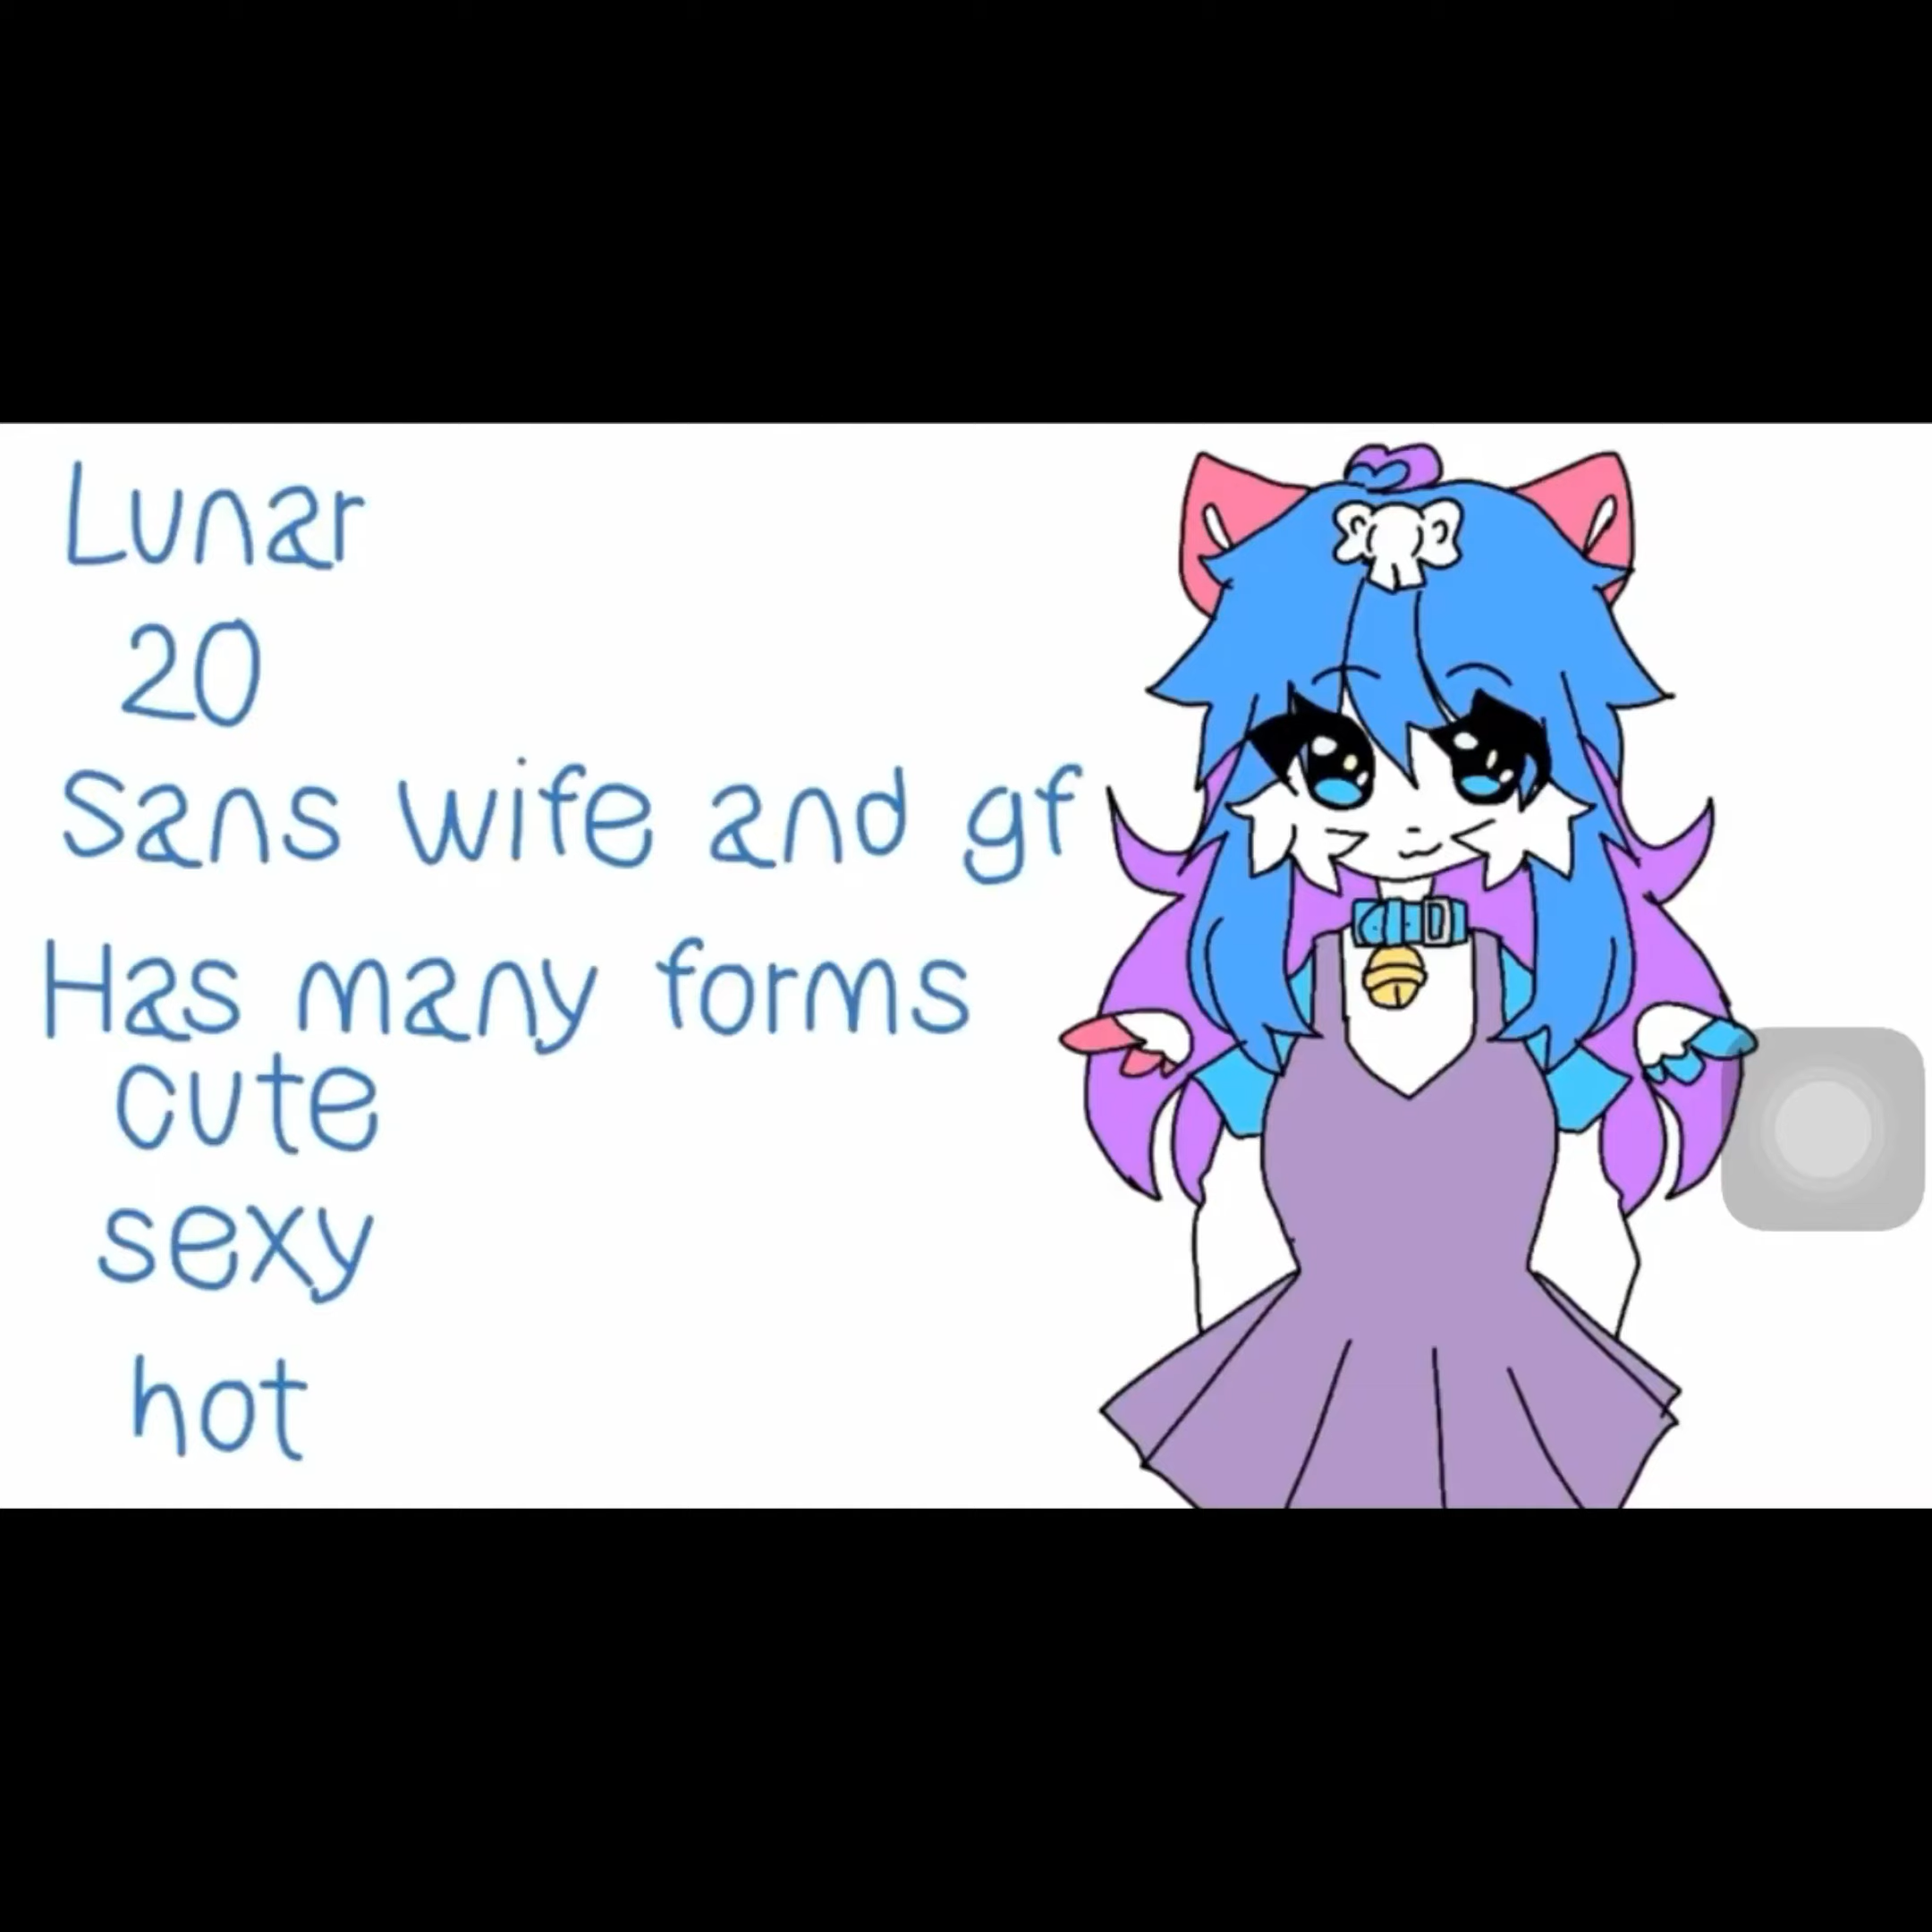 Lunar
20
Sans wife and gf
Has many forms
cute
sexy
hot